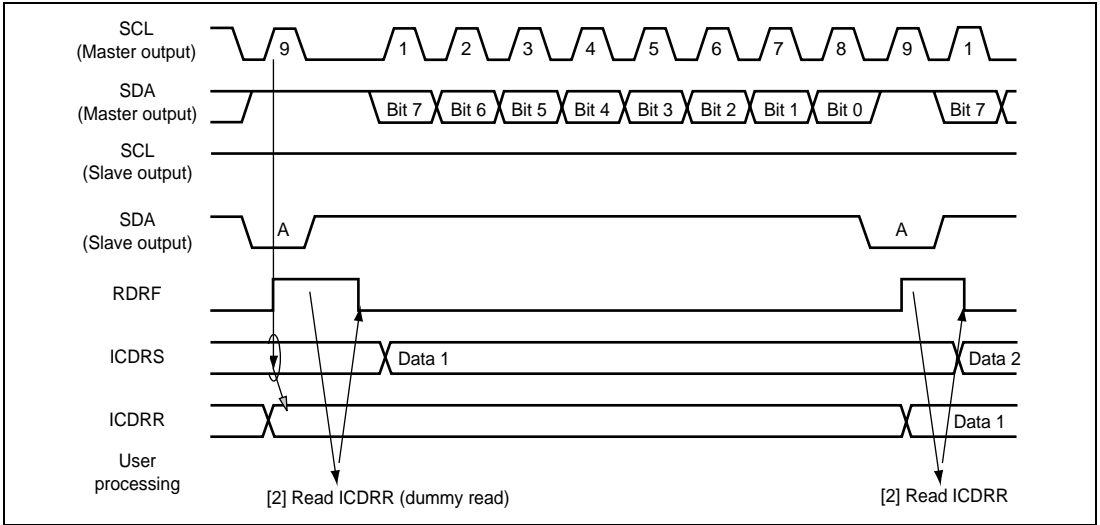 SCL
(Master output)
9 1 2 3 4 5 6 7 8 9 1
SDA
(Master output)
Bit 7 Bit 6 Bit 5 Bit 4 Bit 3 Bit 2 Bit 1 Bit 0 Bit 7
SCL
(Slave output)
SDA
(Slave output)
A A
RDRF
ICDRS
Data 1 Data 2
ICDRR
Data 1
User
processing
[2] Read ICDRR (dummy read) [2] Read ICDRR